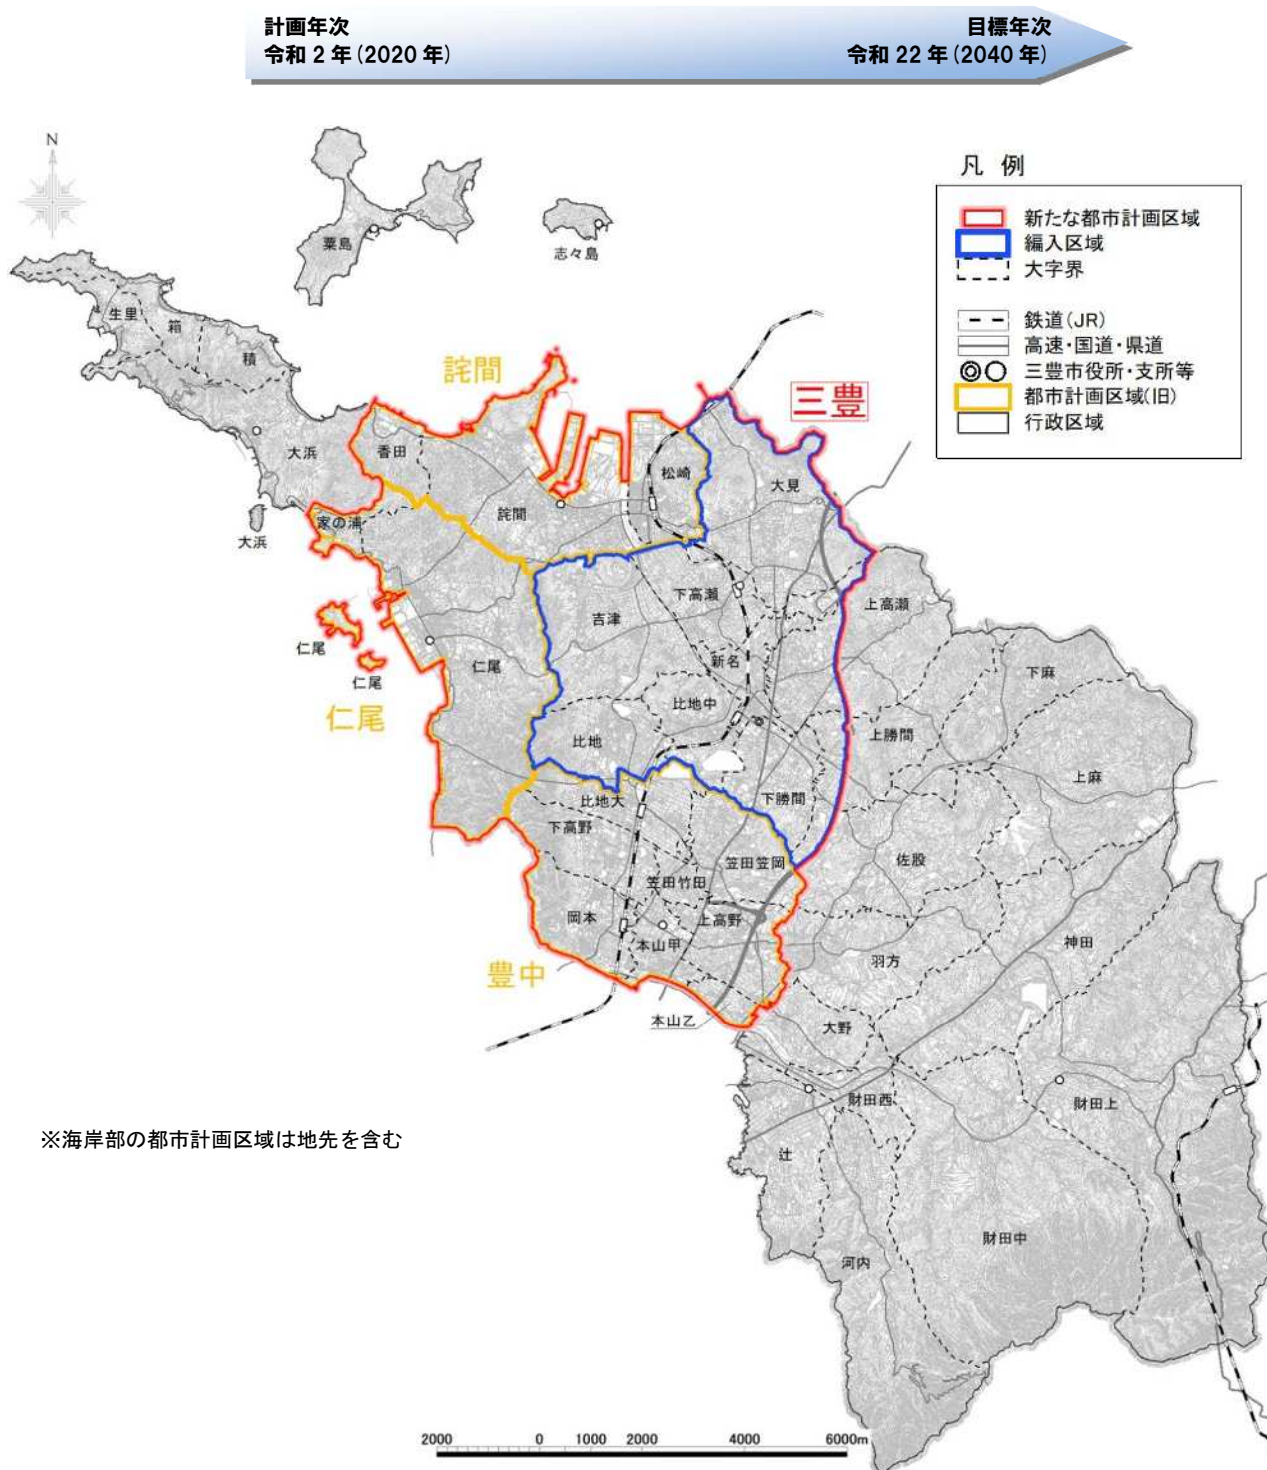 計画年次
令和 2 年(2020 年)
目標年次
令和 22 年(2040 年)
N
凡 例
新たな都市計画区域
編入区域
大字界
鉄道(JR)
高速・国道・県道
三豊市役所・支所等
都市計画区域(旧)
行政区域
粟島
志々島
生里
箱
積
詫間
三豊
大浜
香田
松崎
大見
家の浦
詫間
大浜
下高瀬
上高瀬
吉津
仁尾
仁尾
仁尾
新名
下麻
仁尾
比地中
比地
上勝間
上麻
比地大
下勝間
下高野
笠田笠岡
佐股
笠田竹田
岡本
上高野
本山甲
神田
羽方
豊中
本山乙
大野
財田西
財田上
※海岸部の都市計画区域は地先を含む
辻
財田中
河内
2000 0 1000 2000 4000 6000m